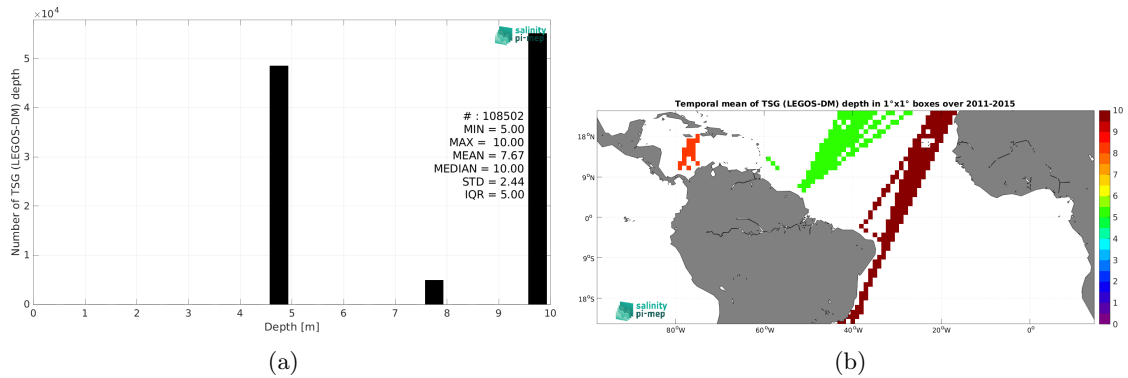 ×10⁴
salinity
pi-mep
Number of TSG (LEGOS-DM) depth
5
4
3
2
1
0
# : 108502
MIN = 5.00
MAX = 10.00
MEAN = 7.67
MEDIAN = 10.00
STD = 2.44
IQR = 5.00
0 1 2 3 4 5 6 7 8 9 10
Depth [m]
(a)
Temporal mean of TSG (LEGOS-DM) depth in 1°x1° boxes over 2011-2015
18°N
9°N
0°
9°S
18°S
80°W 60°W 40°W 20°W 0°
salinity
pi-mep
10
9
8
7
6
5
4
3
2
1
0
(b)